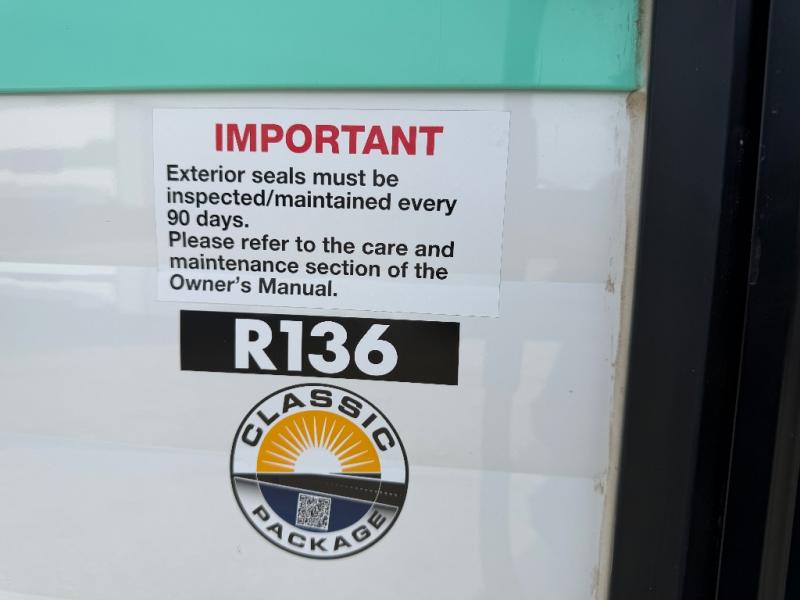 IMPORTANT
Exterior seals must be
inspected/maintained every
90 days.
Please refer to the care and
maintenance section of the
Owner's Manual.
R136
CLASSIC
PACKAGE